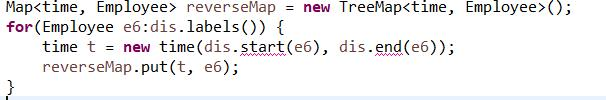 Map<time, Employee> reverseMap = new TreeMap<time, Employee>();
for(Employee e6:dis.labels()) {
    time t = new time(dis.start(e6), dis.end(e6));
    reverseMap.put(t, e6);
}